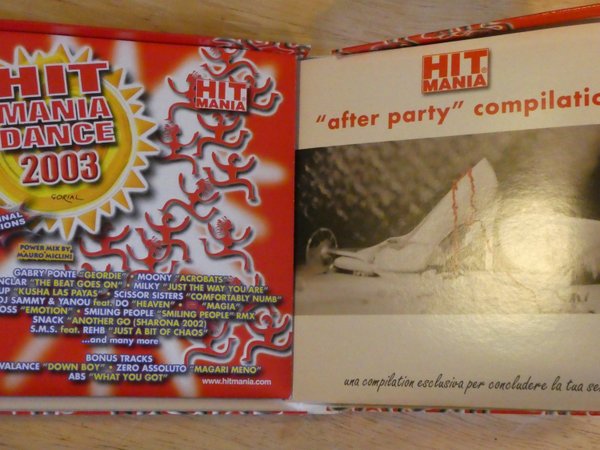 HIT
MANIA
DANCE
2003
GORIAL
HIT
MANIA
POWER MIX BY
MAURO MICLINI
GABRY PONTE "GEORDIE" • MOONY "ACROBATS"
"THE BEAT GOES ON" • MILKY "JUST THE WAY YOU ARE"
"KUSHA LAS PAYAS" • SCISSOR SISTERS "COMFORTABLY NUMB"
DJ SAMMY & YANOU feat. DO "HEAVEN" • "MAGIA"
"EMOTION" • SMILING PEOPLE "SMILING PEOPLE" RMX
SNACK "ANOTHER GO (SHARONA 2002)
S.M.S. feat. REHB "JUST A BIT OF CHAOS"
...and many more
BONUS TRACKS
"DOWN BOY" • ZERO ASSOLUTO "MAGARI MENO"
ABS "WHAT YOU GOT"
www.hitmania.com
HIT
MANIA
"after party" compilatio
una compilation esclusiva per concludere la tua se